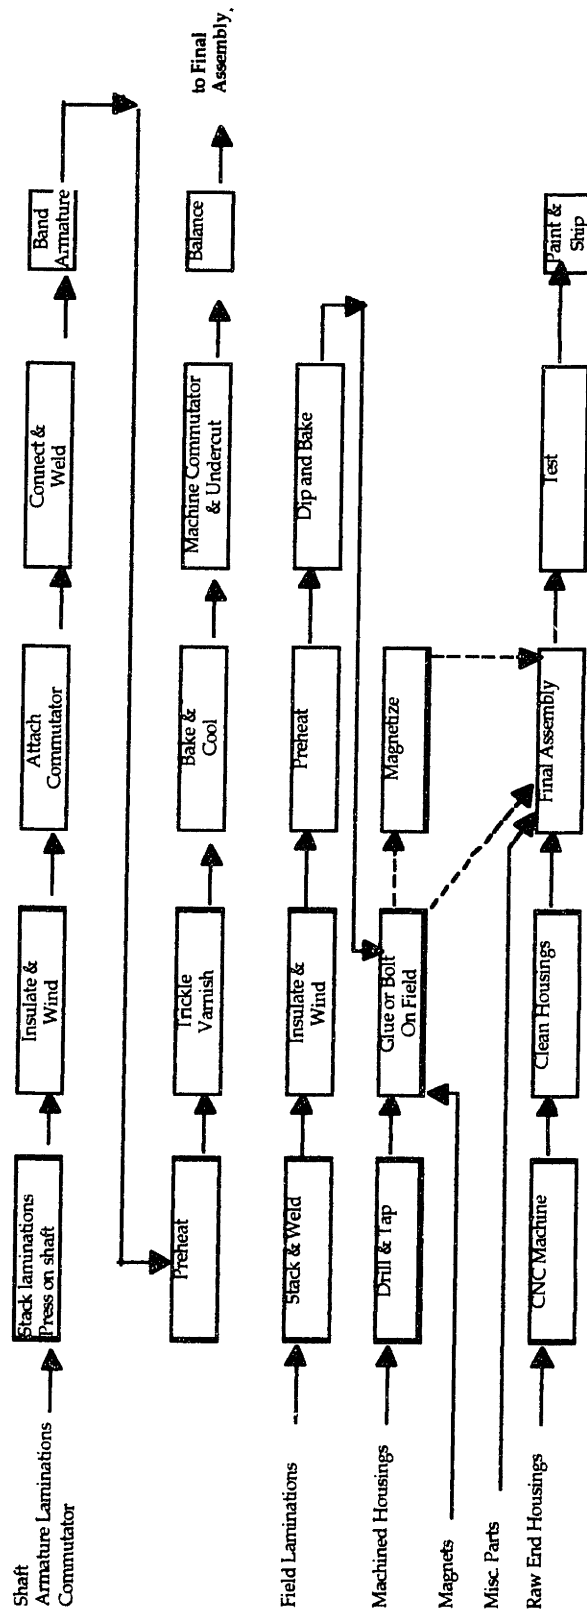 Shaft
Armature Laminations
Commutator
Stack laminations
Press on shaft
Insulate &
Wind
Attach
Commutator
Connect &
Weld
Band
Armature
Preheat
Trickle
Varnish
Bake &
Cool
Machine Commutator
& Undercut
Balance
to Final
Assembly.
Field Laminations
Stack & Weld
Insulate &
Wind
Preheat
Dip and Bake
Machined Housings
Drill & Tap
Glue or Bolt
On Field
Magnetize
Magnets
Misc. Parts
Raw End Housings
CNC Machine
Clean Housings
Final Assembly
Test
Paint &
Ship